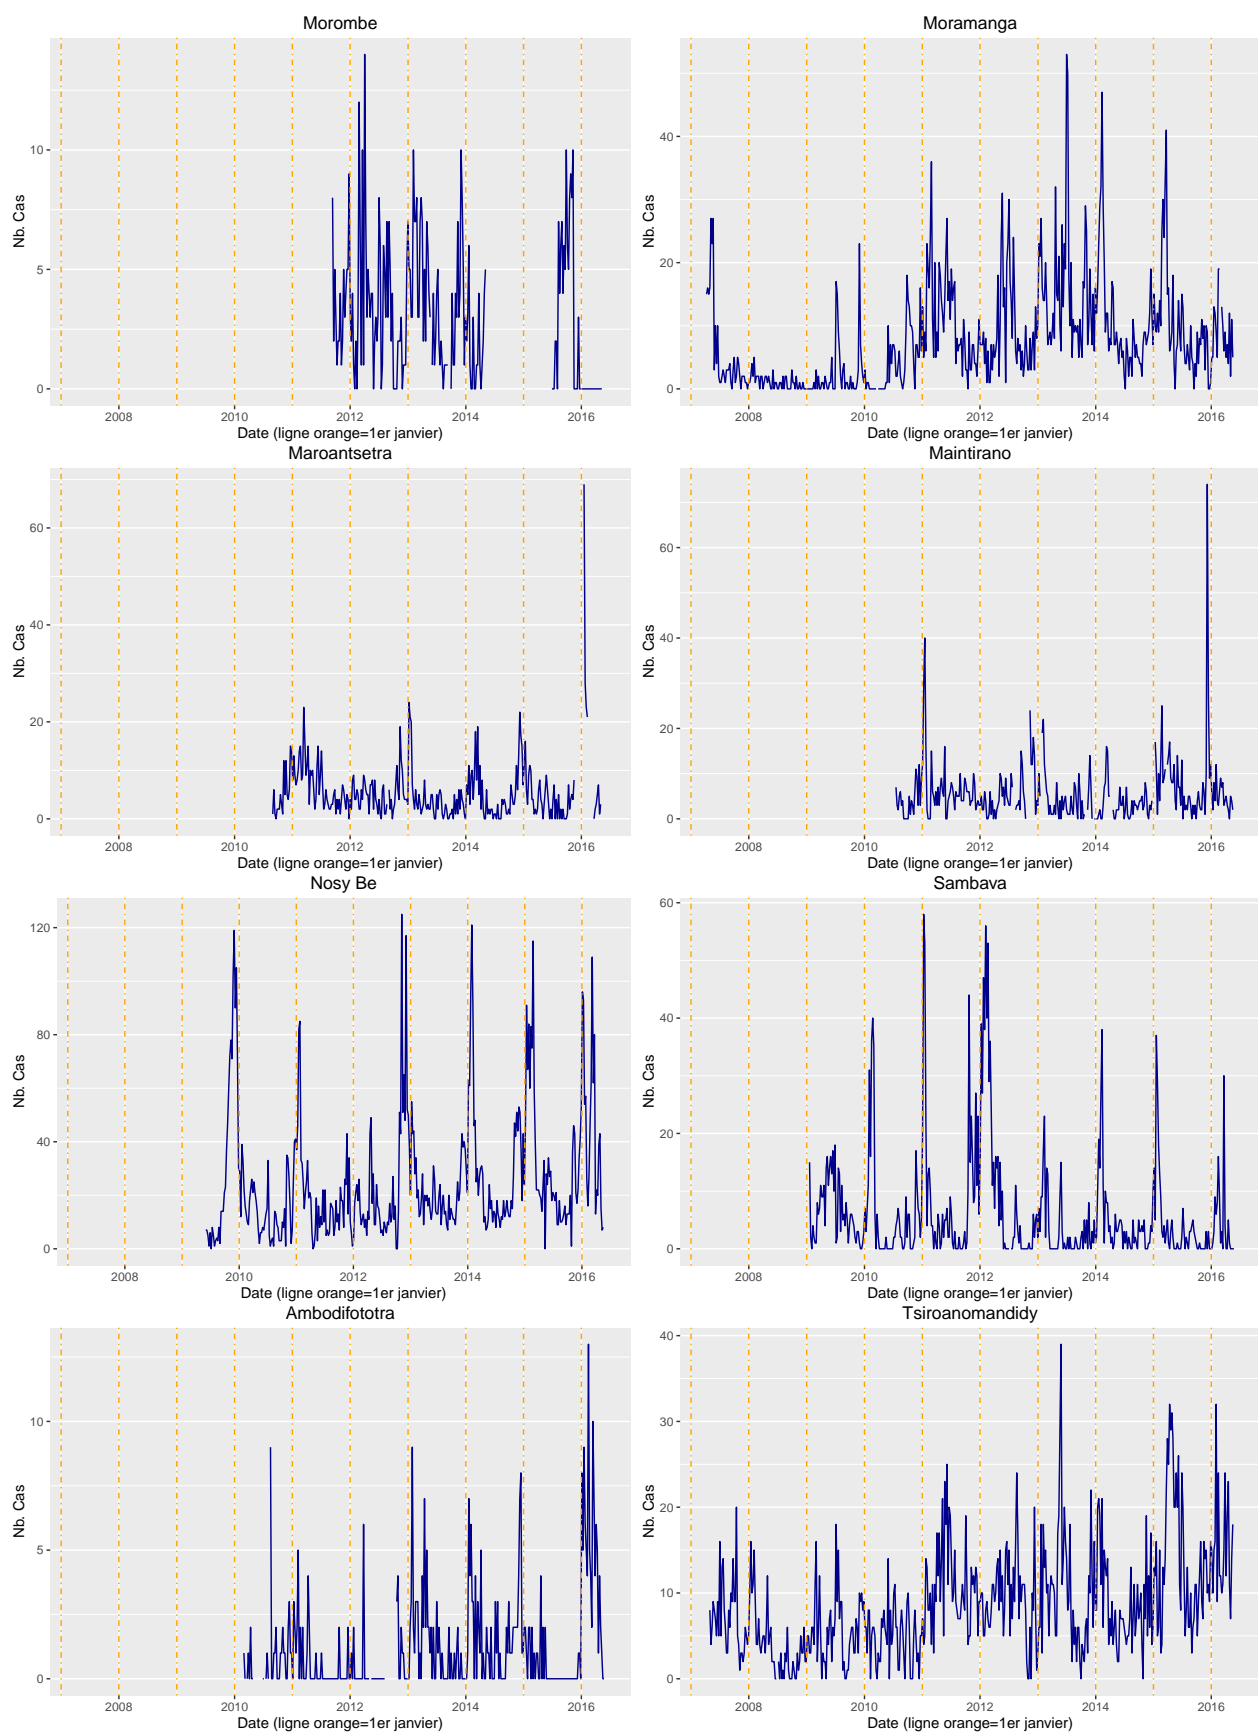 Morombe
Nb. Cas
10
5
0
2008 2010 2012 2014 2016
Date (ligne orange=1er janvier)
Moramanga
Nb. Cas
40
20
0
2008 2010 2012 2014 2016
Date (ligne orange=1er janvier)
Maroantsetra
Nb. Cas
60
40
20
0
2008 2010 2012 2014 2016
Date (ligne orange=1er janvier)
Maintirano
Nb. Cas
60
40
20
0
2008 2010 2012 2014 2016
Date (ligne orange=1er janvier)
Nosy Be
Nb. Cas
120
80
40
0
2008 2010 2012 2014 2016
Date (ligne orange=1er janvier)
Sambava
Nb. Cas
60
40
20
0
2008 2010 2012 2014 2016
Date (ligne orange=1er janvier)
Ambodifototra
Nb. Cas
10
5
0
2008 2010 2012 2014 2016
Date (ligne orange=1er janvier)
Tsiroanomandidy
Nb. Cas
40
30
20
10
0
2008 2010 2012 2014 2016
Date (ligne orange=1er janvier)